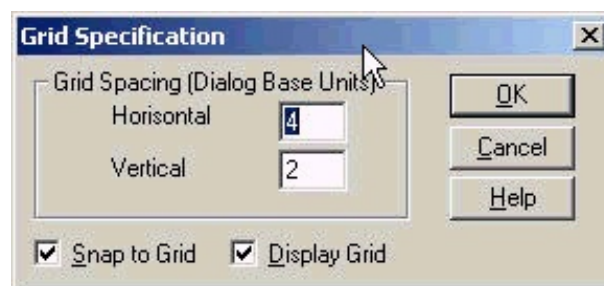 Grid Specification
Grid Spacing (Dialog Base Units)
Horisontal 4
Vertical 2
OK
Cancel
Help
Snap to Grid Display Grid